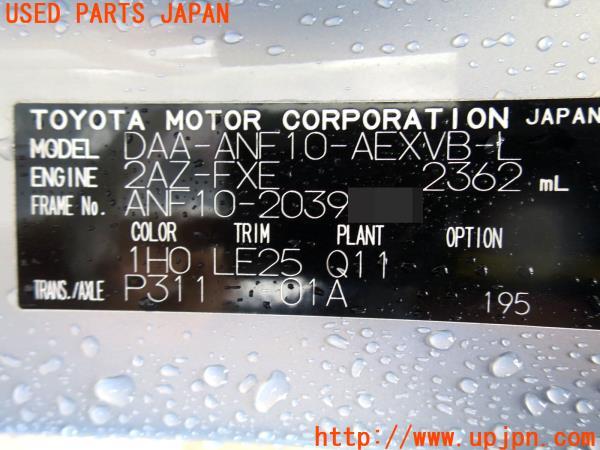 USED PARTS JAPAN
TOYOTA MOTOR CORPORATION JAPAN
MODEL DAA-ANF10-AEXVB-L
ENGINE 2AZ-FXE 2362 mL
FRAME No. ANF10-2039
COLOR TRIM PLANT OPTION
1H0 LE25 Q11
TRANS./AXLE P311 -01A 195
http://www.upjpn.com/